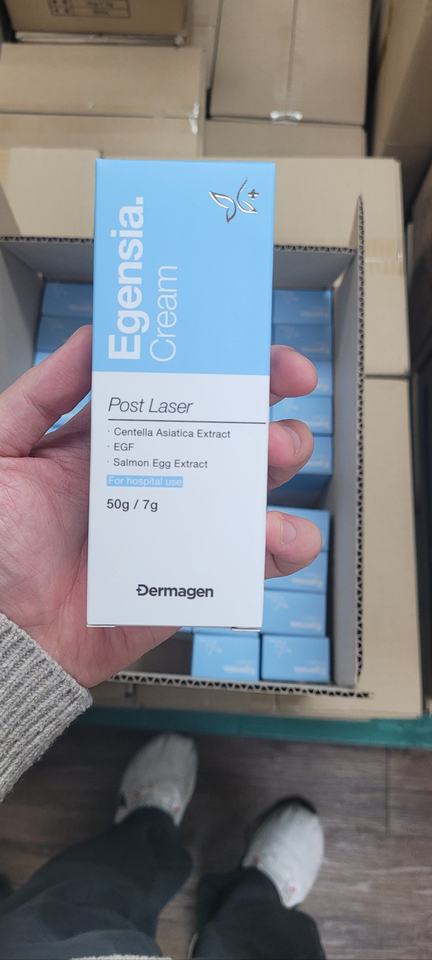 Egensia.
Cream
Post Laser
· Centella Asiatica Extract
· EGF
· Salmon Egg Extract
For hospital use
50g / 7g
Dermagen